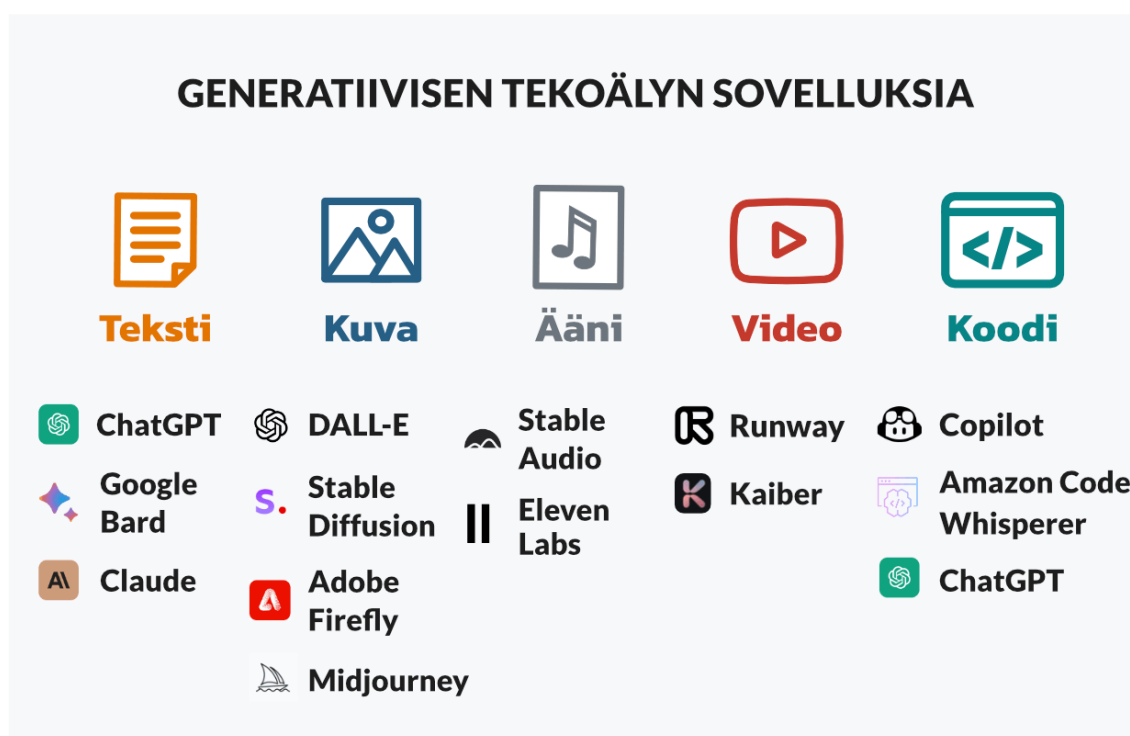 GENERATIIVISEN TEKOÄLYN SOVELLUKSIA
Teksti
ChatGPT
Google
Bard
Claude
Kuva
DALL-E
Stable
Diffusion
Adobe
Firefly
Midjourney
Ääni
Stable
Audio
Eleven
Labs
Video
Runway
Kaiber
Koodi
Copilot
Amazon Code
Whisperer
ChatGPT